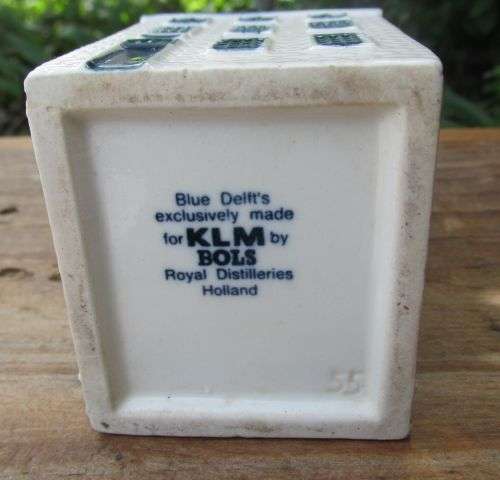 Blue Delft's
exclusively made
for KLM by
BOLS
Royal Distilleries
Holland
55